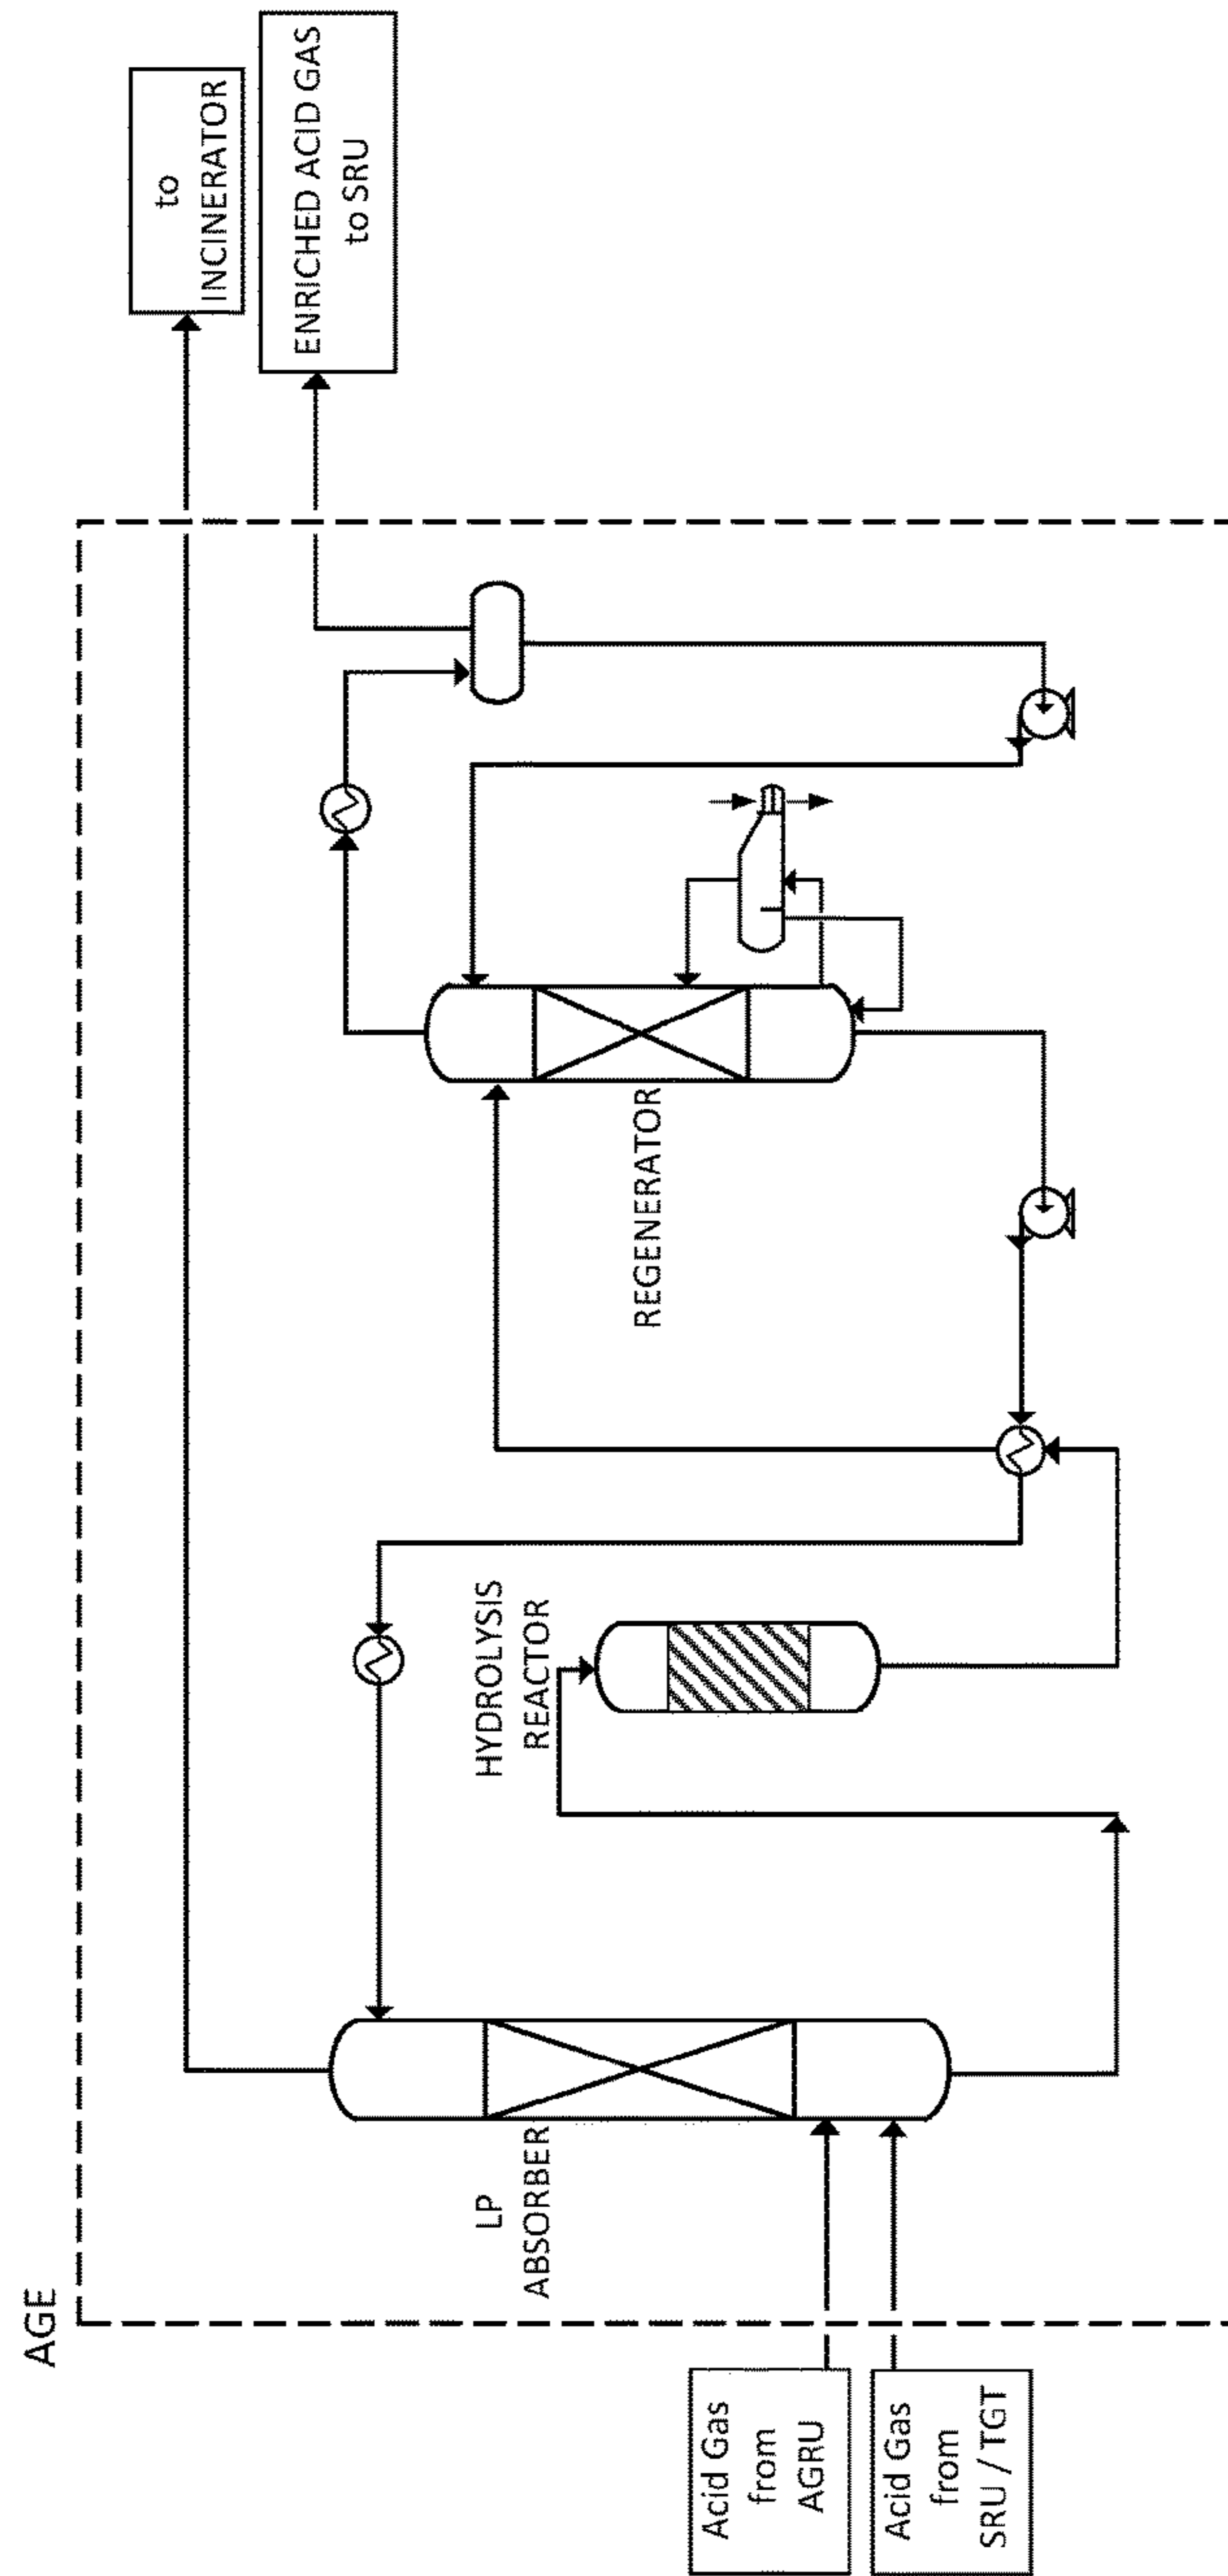 AGE
to
INCINERATOR
ENRICHED ACID GAS
to SRU
REGENERATOR
HYDROLYSIS
REACTOR
LP
ABSORBER
Acid Gas
from
AGRU
Acid Gas
from
SRU / TGT